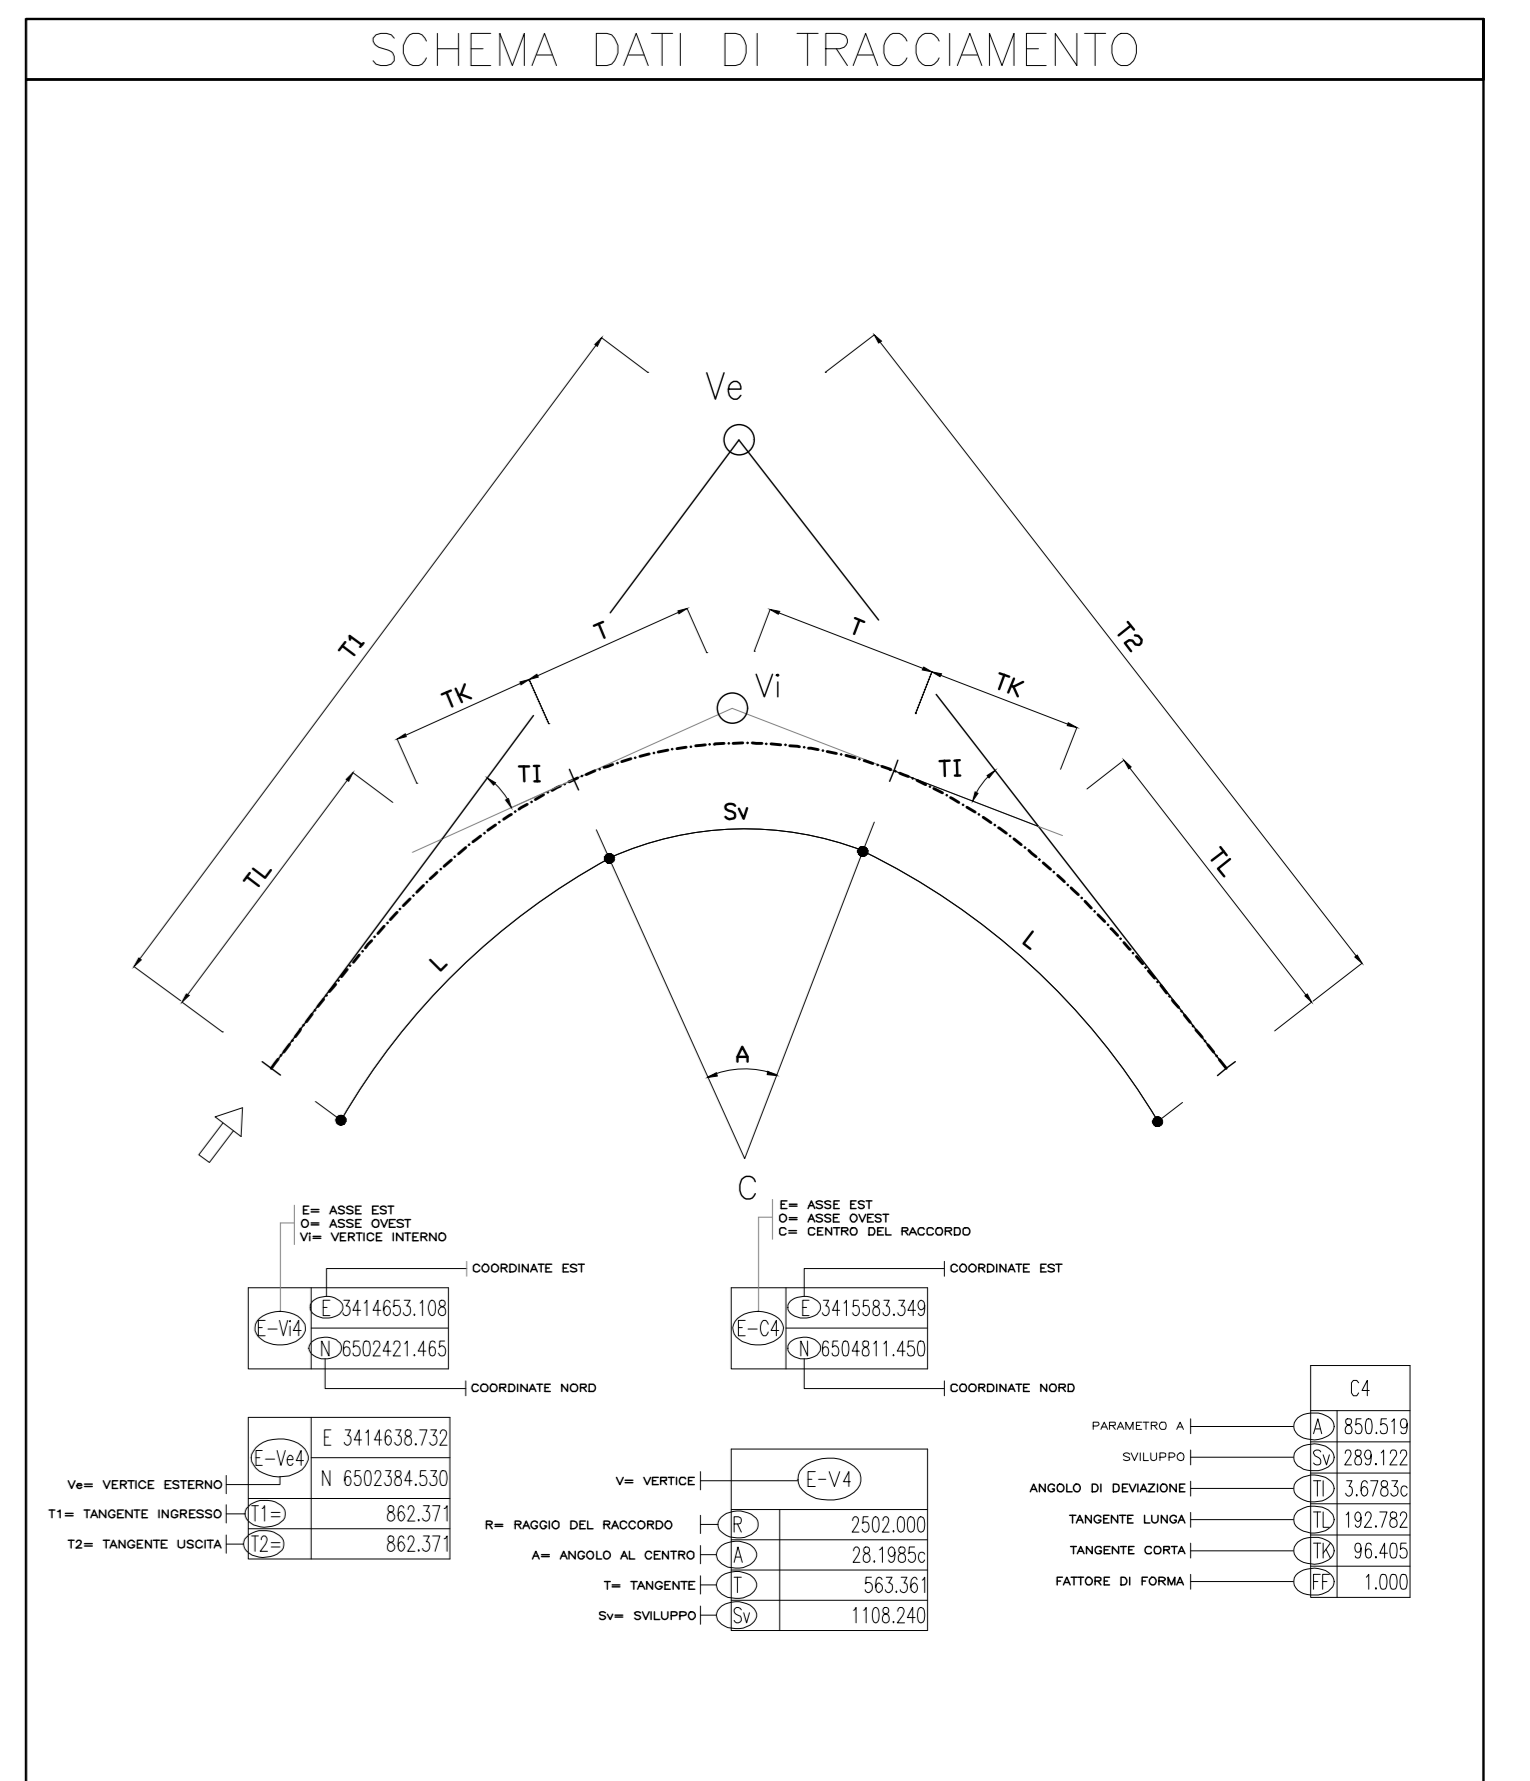 SCHEMA DATI DI TRACCIAMENTO
Ve
T1
T2
T
T
TK
TK
Vi
TI
TI
Sv
TL
TL
L
L
A
C
E= ASSE EST
O= ASSE OVEST
Vi= VERTICE INTERNO
COORDINATE EST
E-Vi4
E 3414653.108
N 6502421.465
COORDINATE NORD
E= ASSE EST
O= ASSE OVEST
C= CENTRO DEL RACCORDO
COORDINATE EST
E-C4
E 3415583.349
N 6504811.450
COORDINATE NORD
E-Ve4
E 3414638.732
N 6502384.530
Ve= VERTICE ESTERNO
T1= TANGENTE INGRESSO T1= 862.371
T2= TANGENTE USCITA T2= 862.371
V= VERTICE E-V4
R= RAGGIO DEL RACCORDO R 2502.000
A= ANGOLO AL CENTRO A 28.1985c
T= TANGENTE T 563.361
Sv= SVILUPPO Sv 1108.240
C4
PARAMETRO A A 850.519
SVILUPPO Sv 289.122
ANGOLO DI DEVIAZIONE TI 3.6783c
TANGENTE LUNGA TL 192.782
TANGENTE CORTA TK 96.405
FATTORE DI FORMA FF 1.000